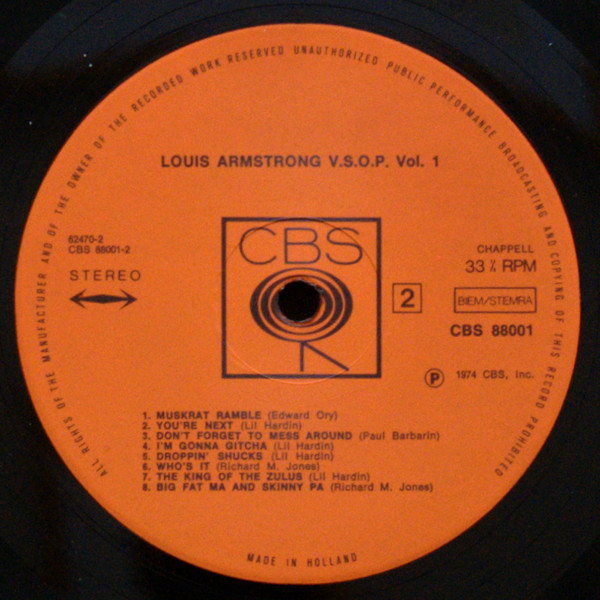 ALL RIGHTS OF THE MANUFACTURER AND OF THE OWNER OF THE RECORDED WORK RESERVED UNAUTHORIZED PUBLIC PERFORMANCE BROADCASTING AND COPYING OF THIS RECORD PROHIBITED
LOUIS ARMSTRONG V.S.O.P. Vol. 1
CBS
62470-2
CBS 88001-2
STEREO
2
CHAPPELL
33⅓ RPM
BIEM/STEMRA
CBS 88001
Ⓟ 1974 CBS, Inc.
1. MUSKRAT RAMBLE (Edward Ory)
2. YOU'RE NEXT (Lil Hardin)
3. DON'T FORGET TO MESS AROUND (Paul Barbarin)
4. I'M GONNA GITCHA (Lil Hardin)
5. DROPPIN' SHUCKS (Lil Hardin)
6. WHO'S IT (Richard M. Jones)
7. THE KING OF THE ZULUS (Lil Hardin)
8. BIG FAT MA AND SKINNY PA (Richard M. Jones)
MADE IN HOLLAND